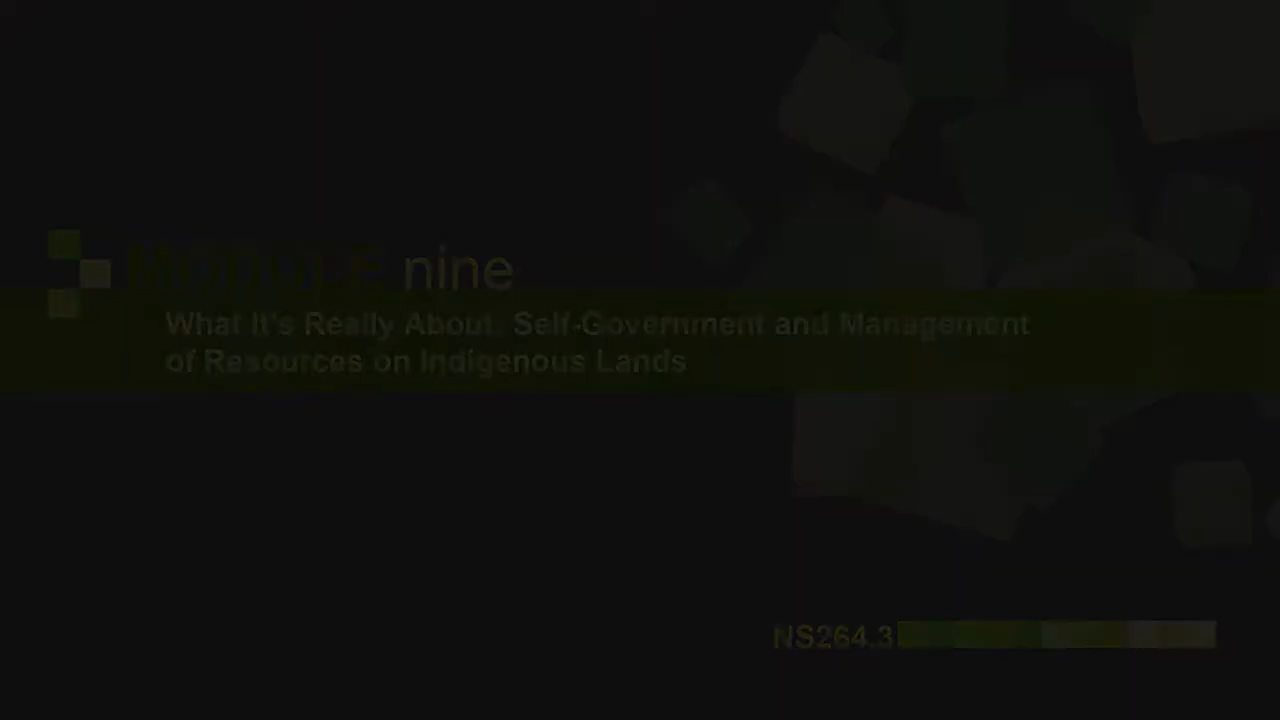 MODULE nine
What It's Really About: Self-Government and Management
of Resources on Indigenous Lands
NS264.3